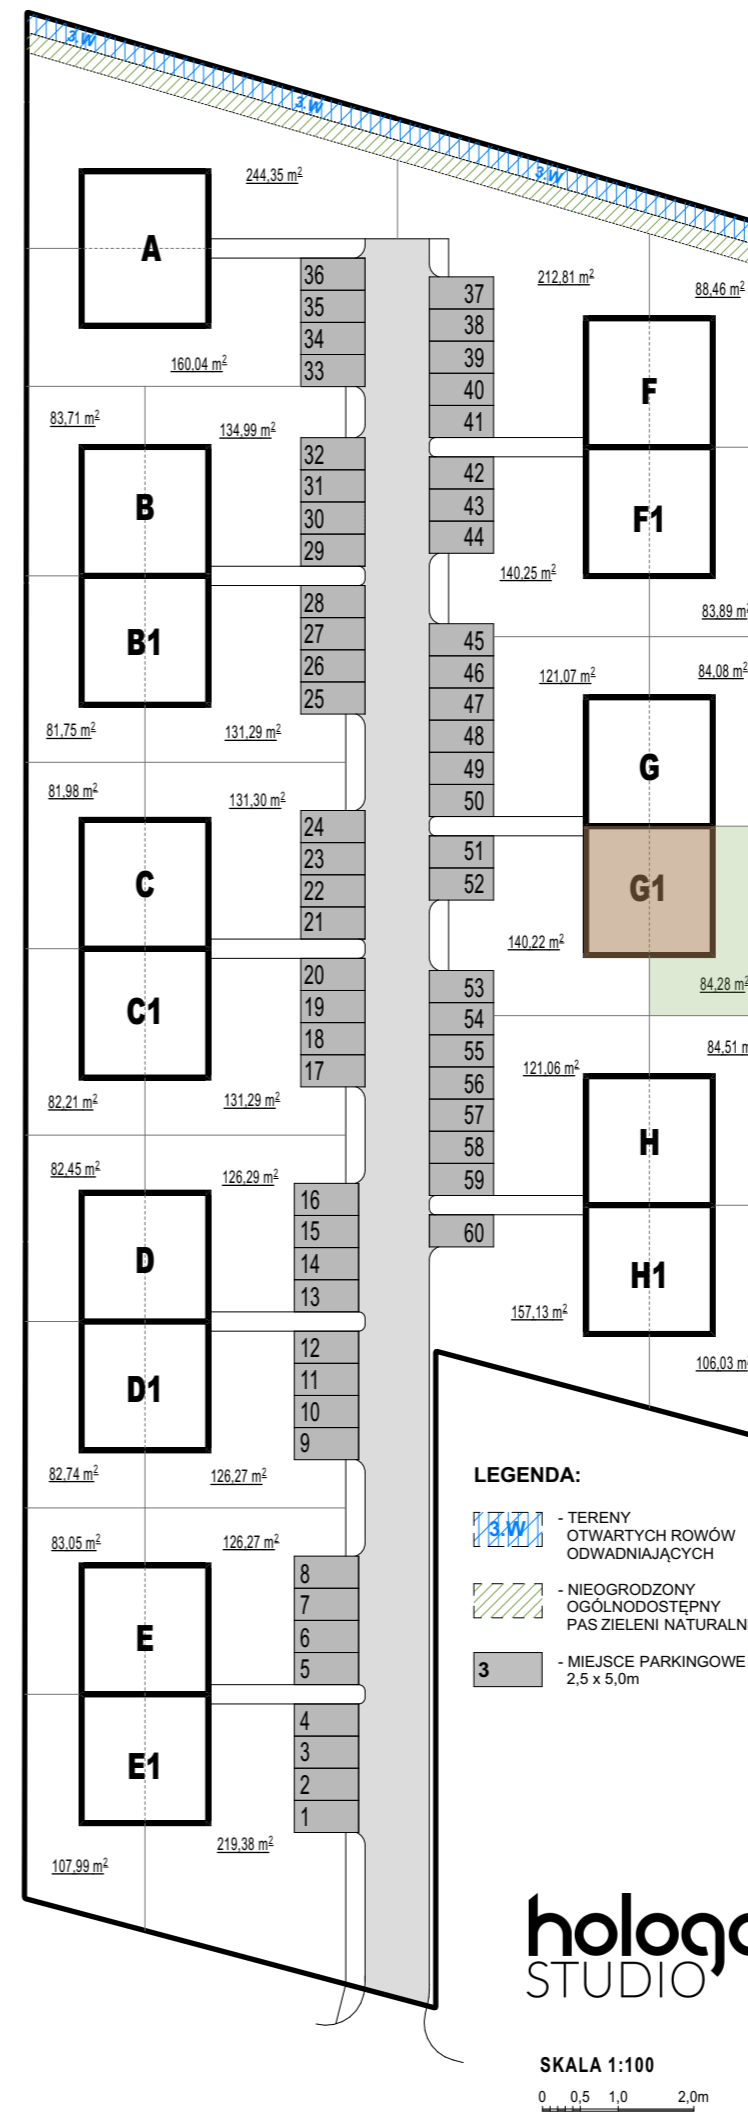 3.W
3.W
3.W
244,35 m²
A
160,04 m²
36
35
34
33
37
38
39
40
41
212,81 m²
88,46 m²
F
F1
83,71 m²
134,99 m²
B
B1
32
31
30
29
28
27
26
25
42
43
44
140,25 m²
83,89 m²
81,75 m²
131,29 m²
45
46
47
48
49
50
121,07 m²
84,08 m²
G
G1
51
52
140,22 m²
84,28 m²
81,98 m²
131,30 m²
C
C1
24
23
22
21
20
19
18
17
82,21 m²
131,29 m²
53
54
55
56
57
58
59
60
121,06 m²
84,51 m
H
H1
157,13 m²
106,03 m²
82,45 m²
126,29 m²
D
D1
16
15
14
13
12
11
10
9
82,74 m²
126,27 m²
83,05 m²
126,27 m²
E
E1
8
7
6
5
4
3
2
1
107,99 m²
219,38 m²
LEGENDA:
3.W
- TERENY
OTWARTYCH ROWÓW
ODWADNIAJĄCYCH
- NIEOGRODZONY
OGÓLNODOSTĘPNY
PAS ZIELENI NATURALN
3
- MIEJSCE PARKINGOWE
2,5 x 5,0m
STUDIO
SKALA 1:100
0 0,5 1,0 2,0m